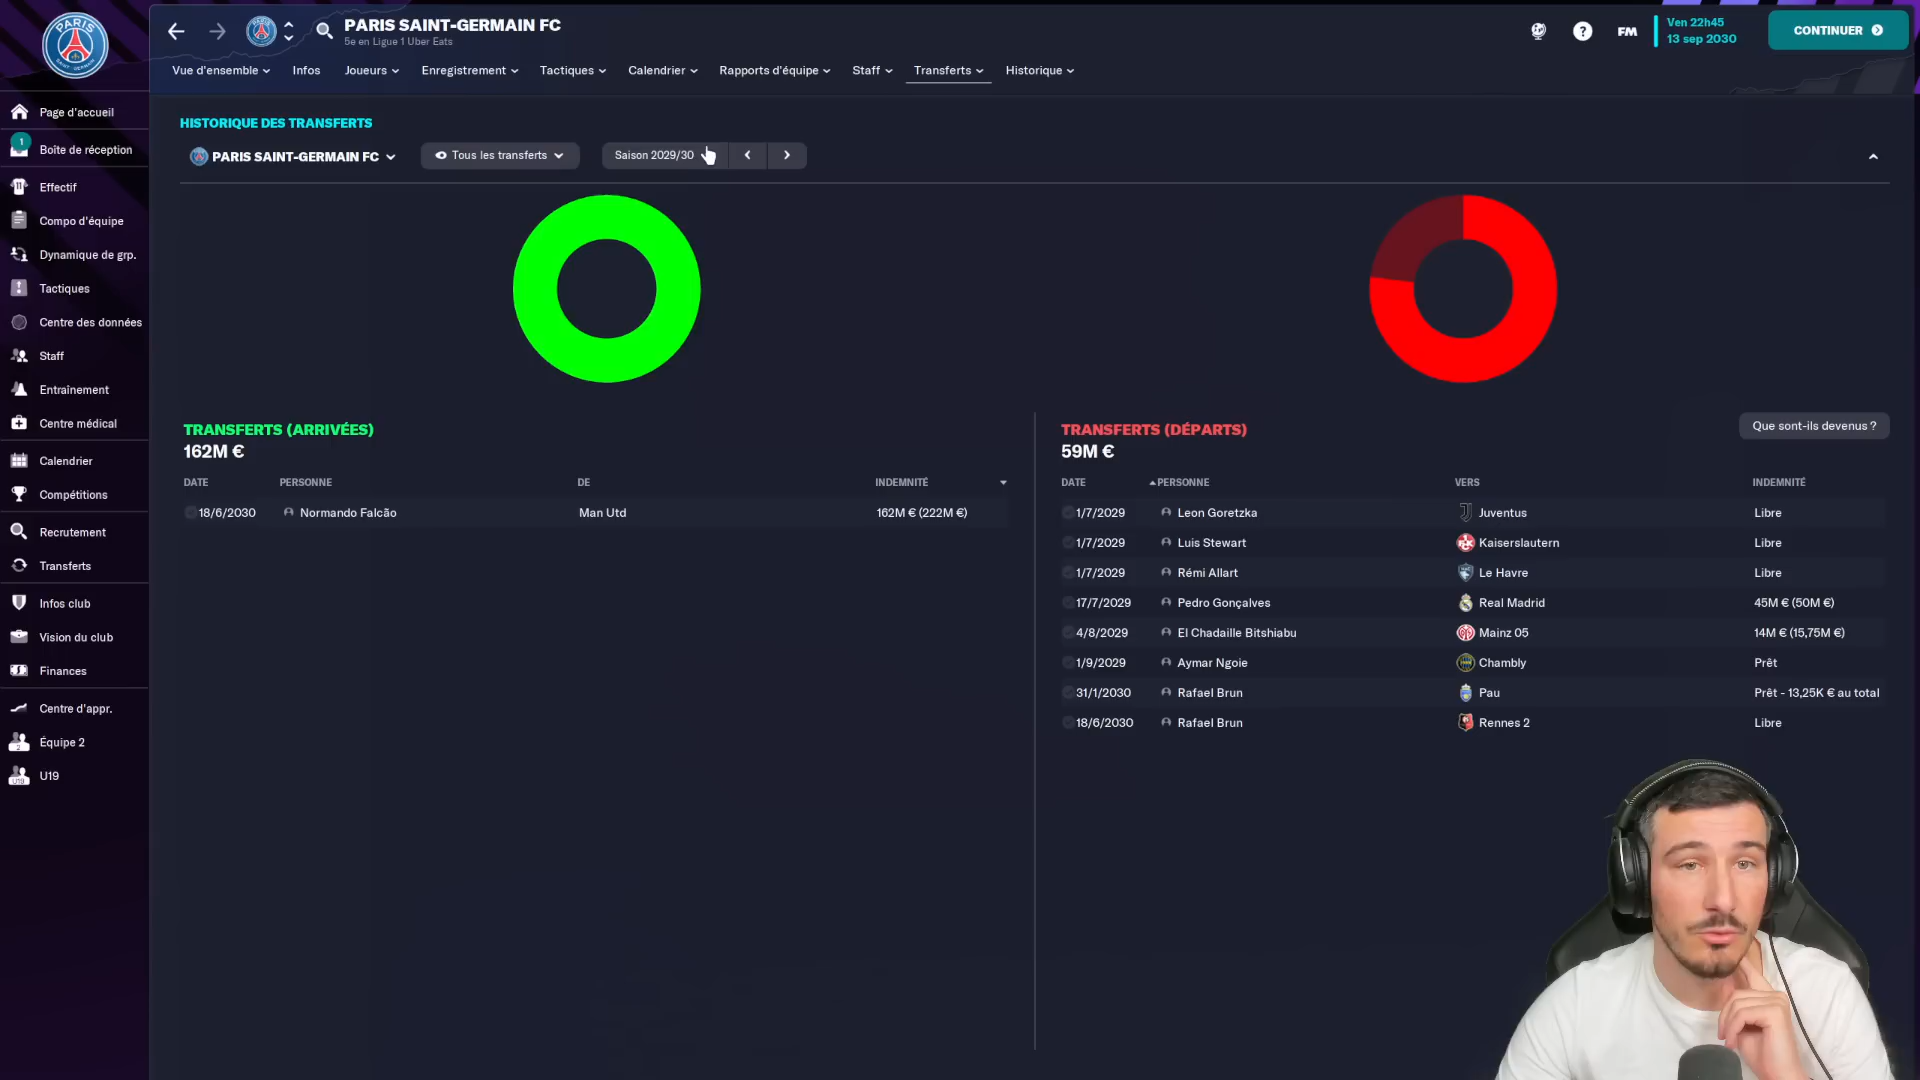 PARIS SAINT-GERMAIN FC
5e en Ligue 1 Uber Eats
FM
Ven 22h45
13 sep 2030
CONTINUER
Vue d'ensemble
Infos
Joueurs
Enregistrement
Tactiques
Calendrier
Rapports d'équipe
Staff
Transferts
Historique
PARIS
Page d'accueil
1
Boîte de réception
Effectif
Compo d'équipe
Dynamique de grp.
Tactiques
Centre des données
Staff
Entraînement
Centre médical
Calendrier
Compétitions
Recrutement
Transferts
Infos club
Vision du club
Finances
Centre d'appr.
Équipe 2
U19
HISTORIQUE DES TRANSFERTS
PARIS SAINT-GERMAIN FC
Tous les transferts
Saison 2029/30
TRANSFERTS (ARRIVÉES)
162M €
DATE PERSONNE DE INDEMNITÉ
18/6/2030 Normando Falcão Man Utd 162M € (222M €)
TRANSFERTS (DÉPARTS)
59M €
Que sont-ils devenus ?
DATE PERSONNE VERS INDEMNITÉ
1/7/2029 Leon Goretzka Juventus Libre
1/7/2029 Luis Stewart Kaiserslautern Libre
1/7/2029 Rémi Allart Le Havre Libre
17/7/2029 Pedro Gonçalves Real Madrid 45M € (50M €)
4/8/2029 El Chadaille Bitshiabu Mainz 05 14M € (15,75M €)
1/9/2029 Aymar Ngoie Chambly Prêt
31/1/2030 Rafael Brun Pau Prêt - 13,25K € au total
18/6/2030 Rafael Brun Rennes 2 Libre